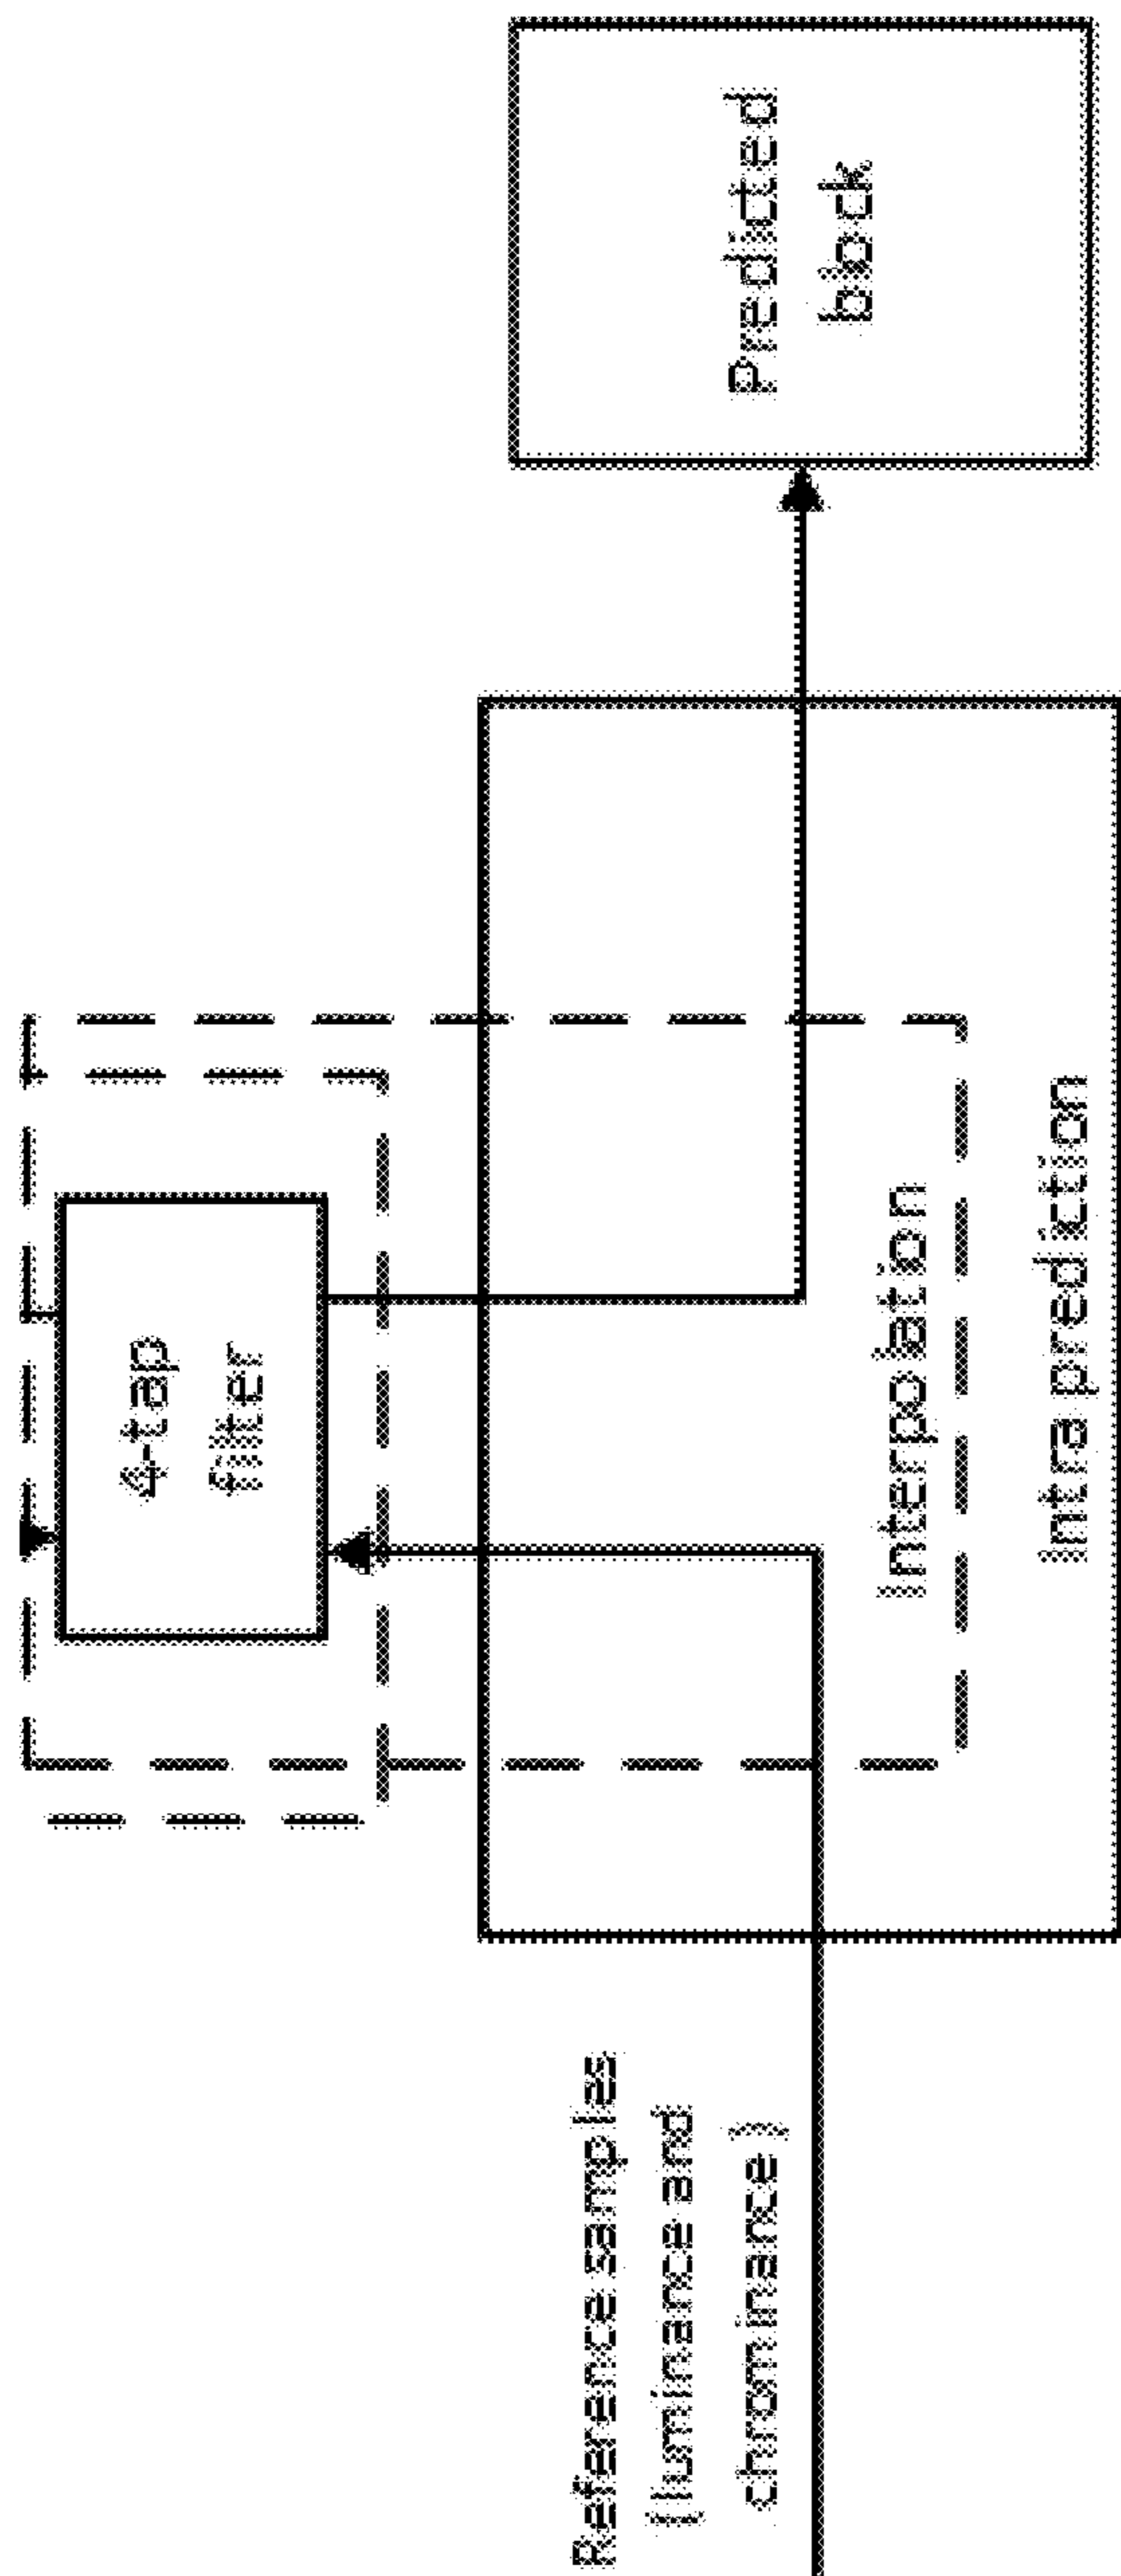 Reference samples
(luminance and
chrominance)
4-tap
filter
Interpolation
Intra prediction
Predicted
block